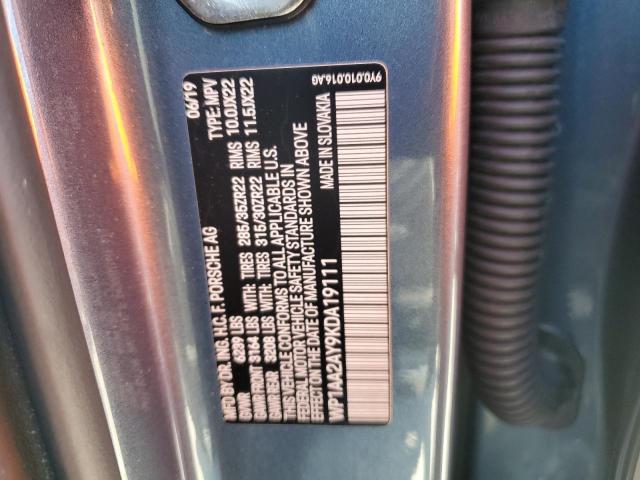 9Y0.010.016.AG
06/19 TYPE: MPV
MFD BY DR. ING. H.C. F. PORSCHE AG
GVWR 6239 LBS WITH: TIRES 285/35ZR22 RIMS 10.0JX22
GAWR FRONT 3164 LBS WITH: TIRES 315/30ZR22 RIMS 11.5JX22
GAWR REAR 3208 LBS
THIS VEHICLE CONFORMS TO ALL APPLICABLE U.S.
FEDERAL MOTOR VEHICLE SAFETY STANDARDS IN
EFFECT ON THE DATE OF MANUFACTURE SHOWN ABOVE
WP1AA2AY9KDA19111 MADE IN SLOVAKIA